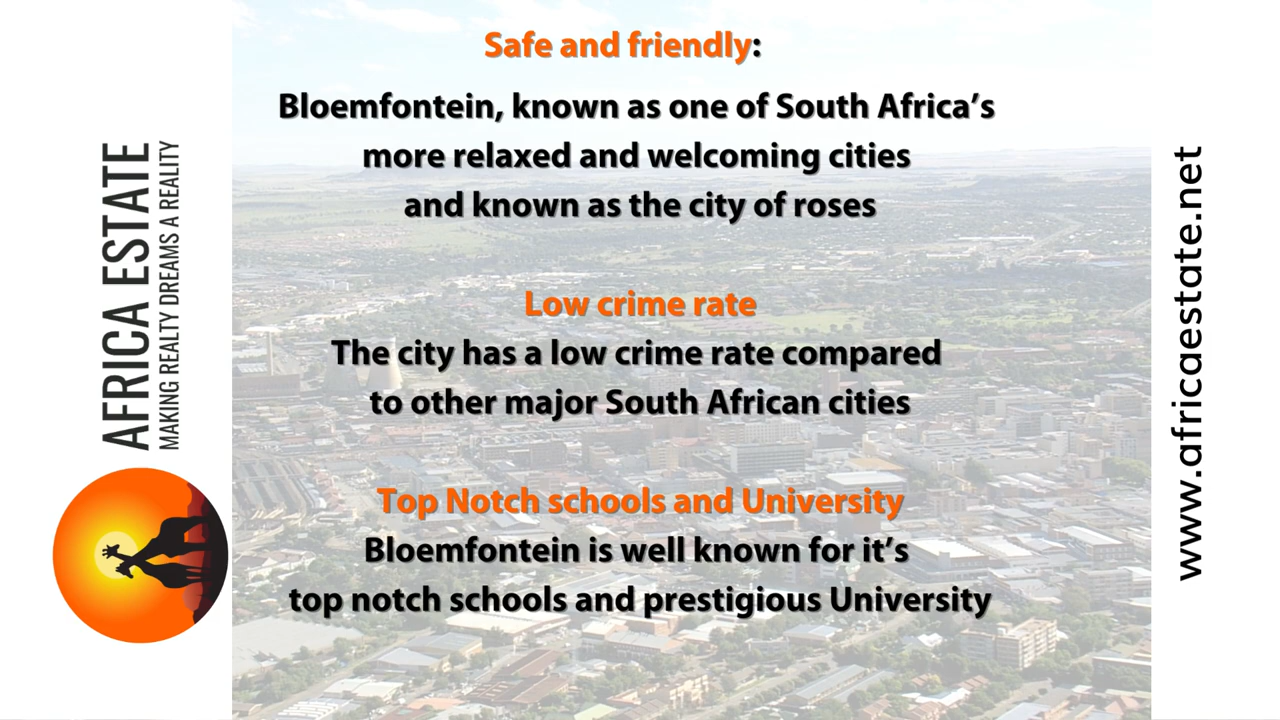 Safe and friendly:
Bloemfontein, known as one of South Africa’s
more relaxed and welcoming cities
and known as the city of roses
Low crime rate
The city has a low crime rate compared
to other major South African cities
Top Notch schools and University
Bloemfontein is well known for it’s
top notch schools and prestigious University
AFRICA ESTATE
MAKING REALTY DREAMS A REALITY
www.africaestate.net